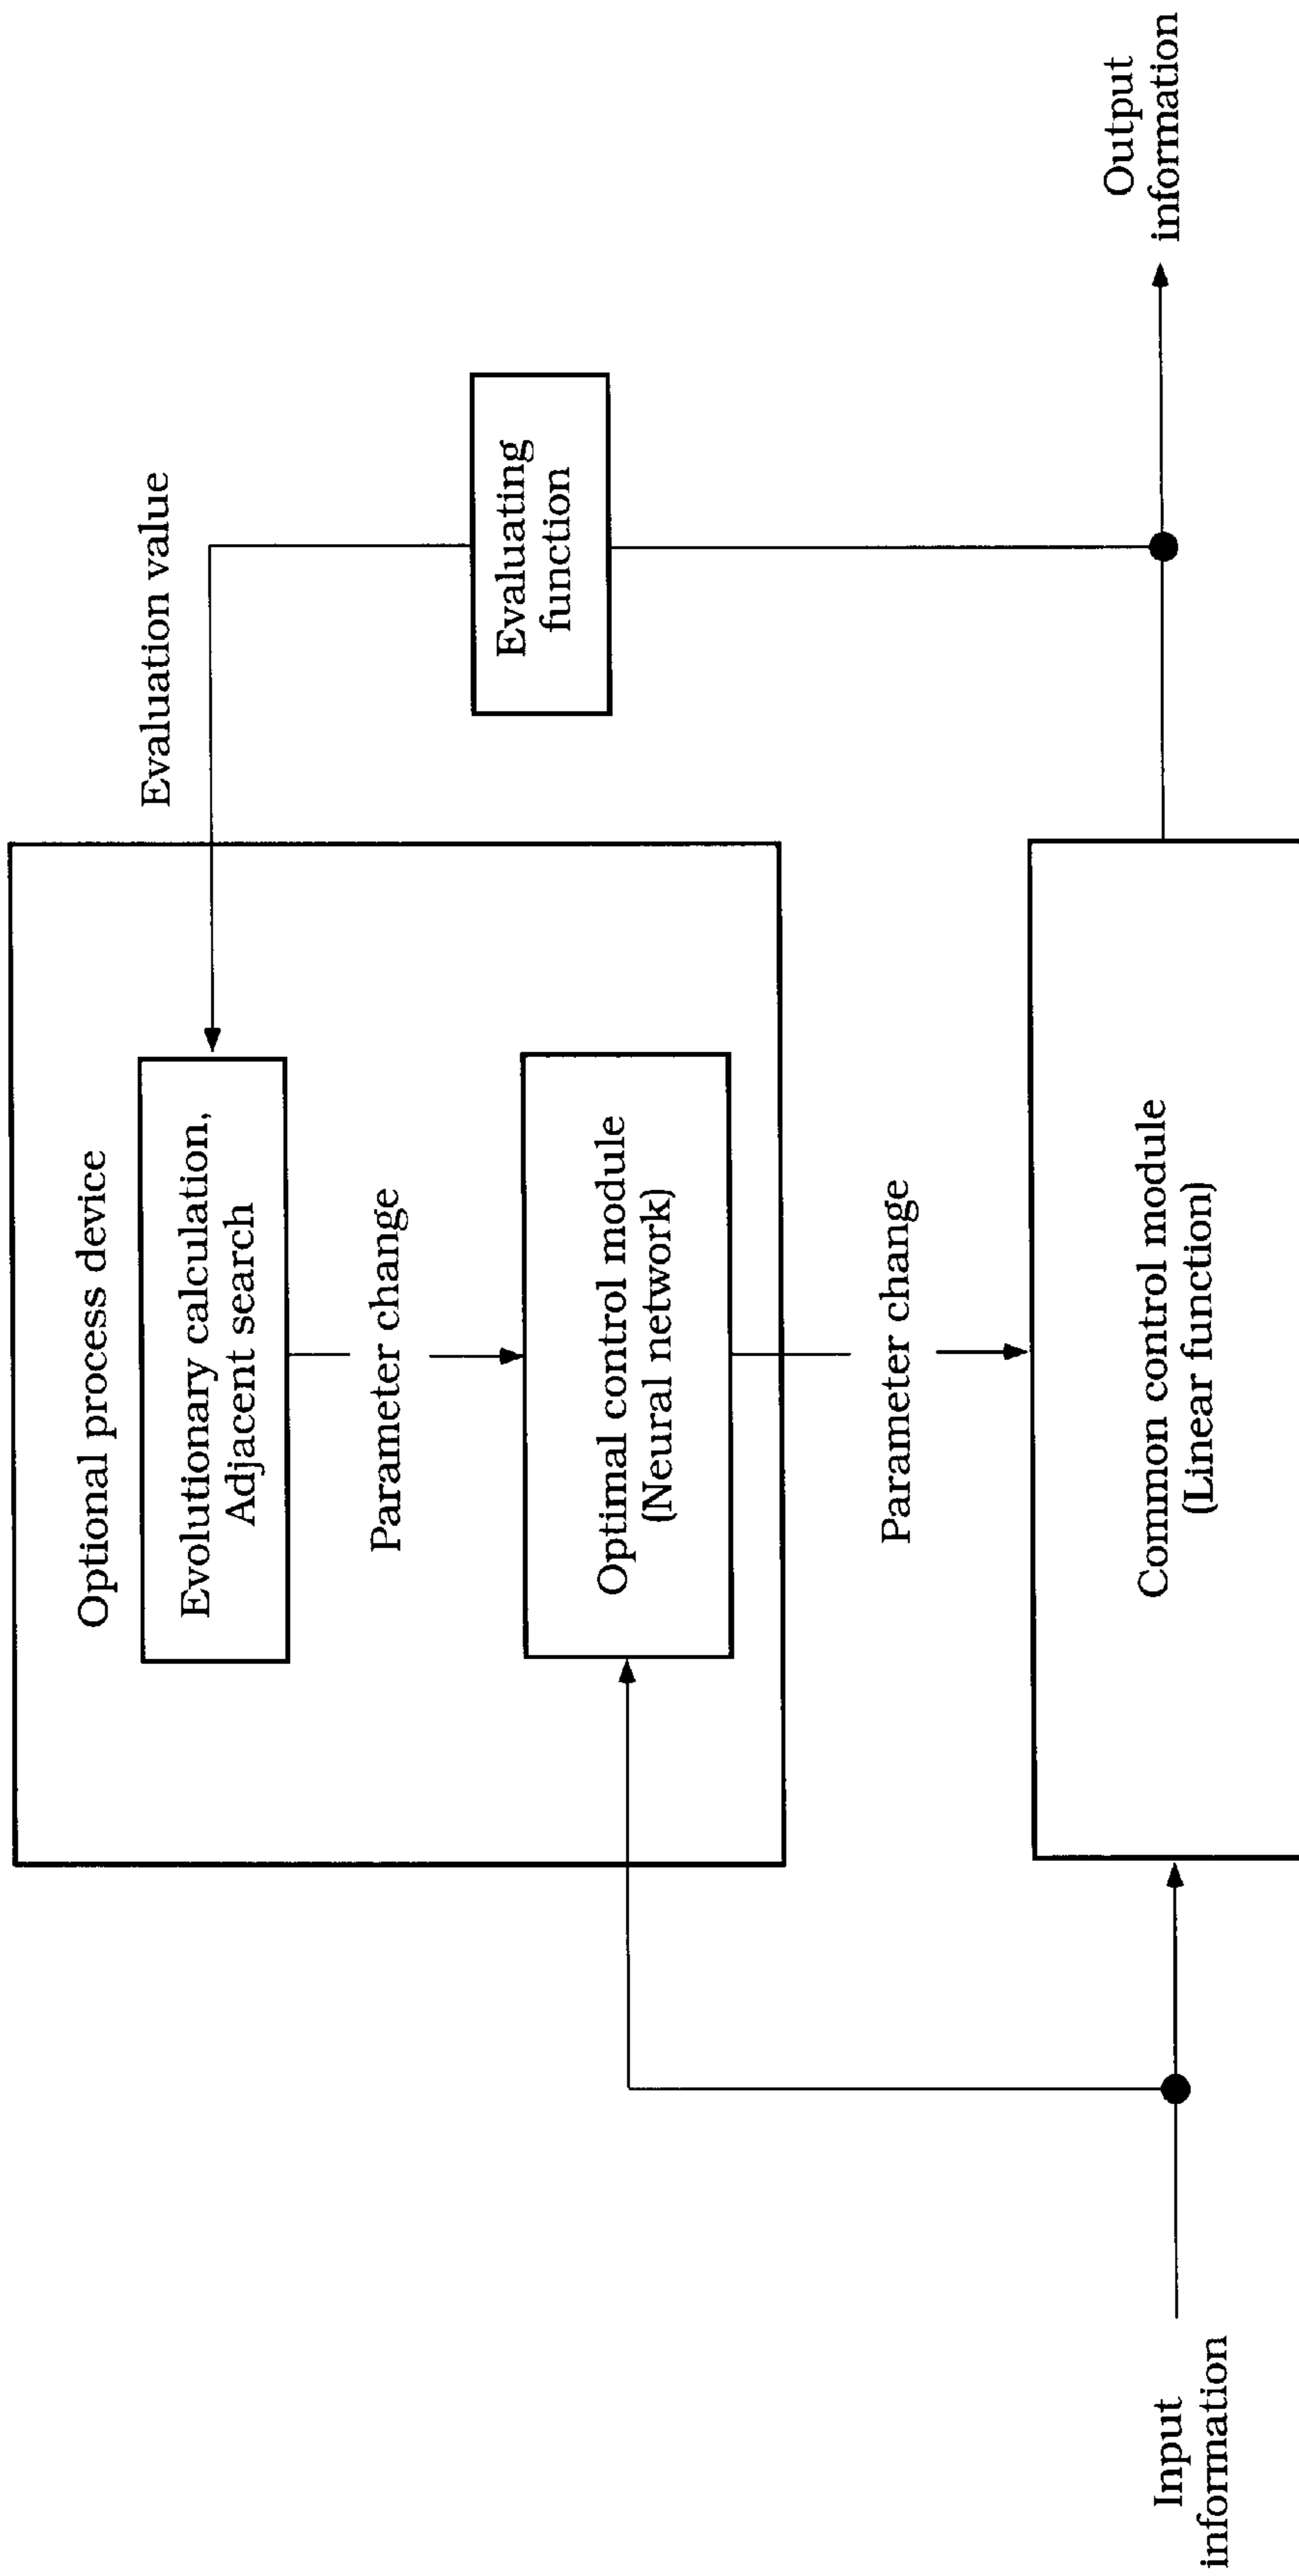 Optional process device
Evolutionary calculation,
Adjacent search
Evaluation value
Parameter change
Optimal control module
(Neural network)
Evaluating
function
Parameter change
Common control module
(Linear function)
Input
information
Output
information